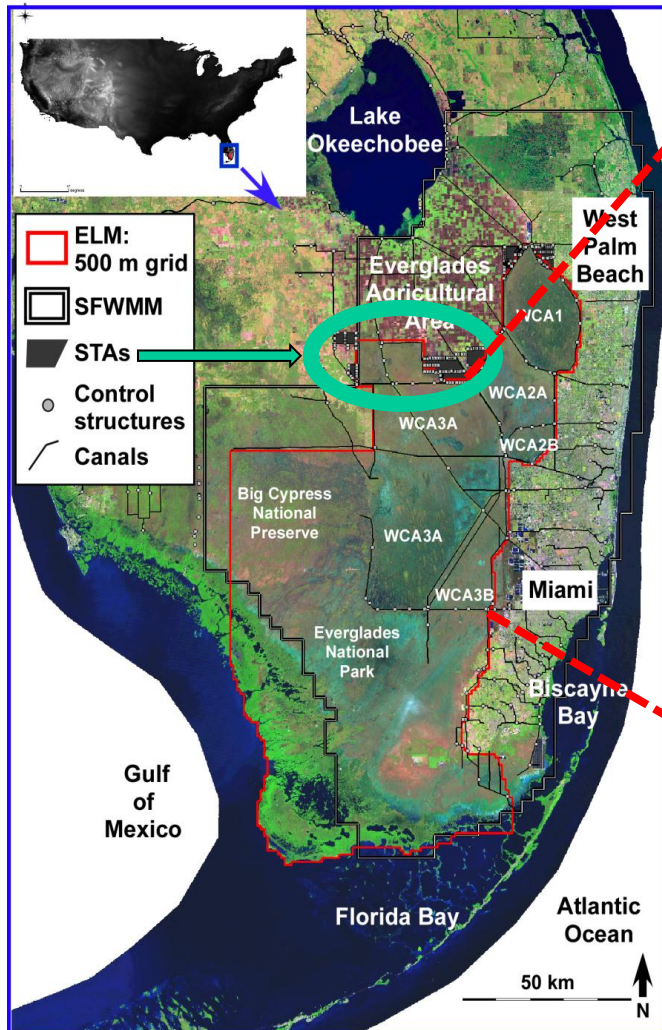 Lake
Okeechobee
ELM:
500 m grid
SFWMM
STAs
Control
structures
Canals
West
Palm
Beach
Everglades
Agricultural
Area
WCA1
WCA2A
WCA3A
WCA2B
Big Cypress
National
Preserve
WCA3A
WCA3B
Miami
Everglades
National
Park
Biscayne
Bay
Gulf
of
Mexico
Florida Bay
Atlantic
Ocean
50 km
N